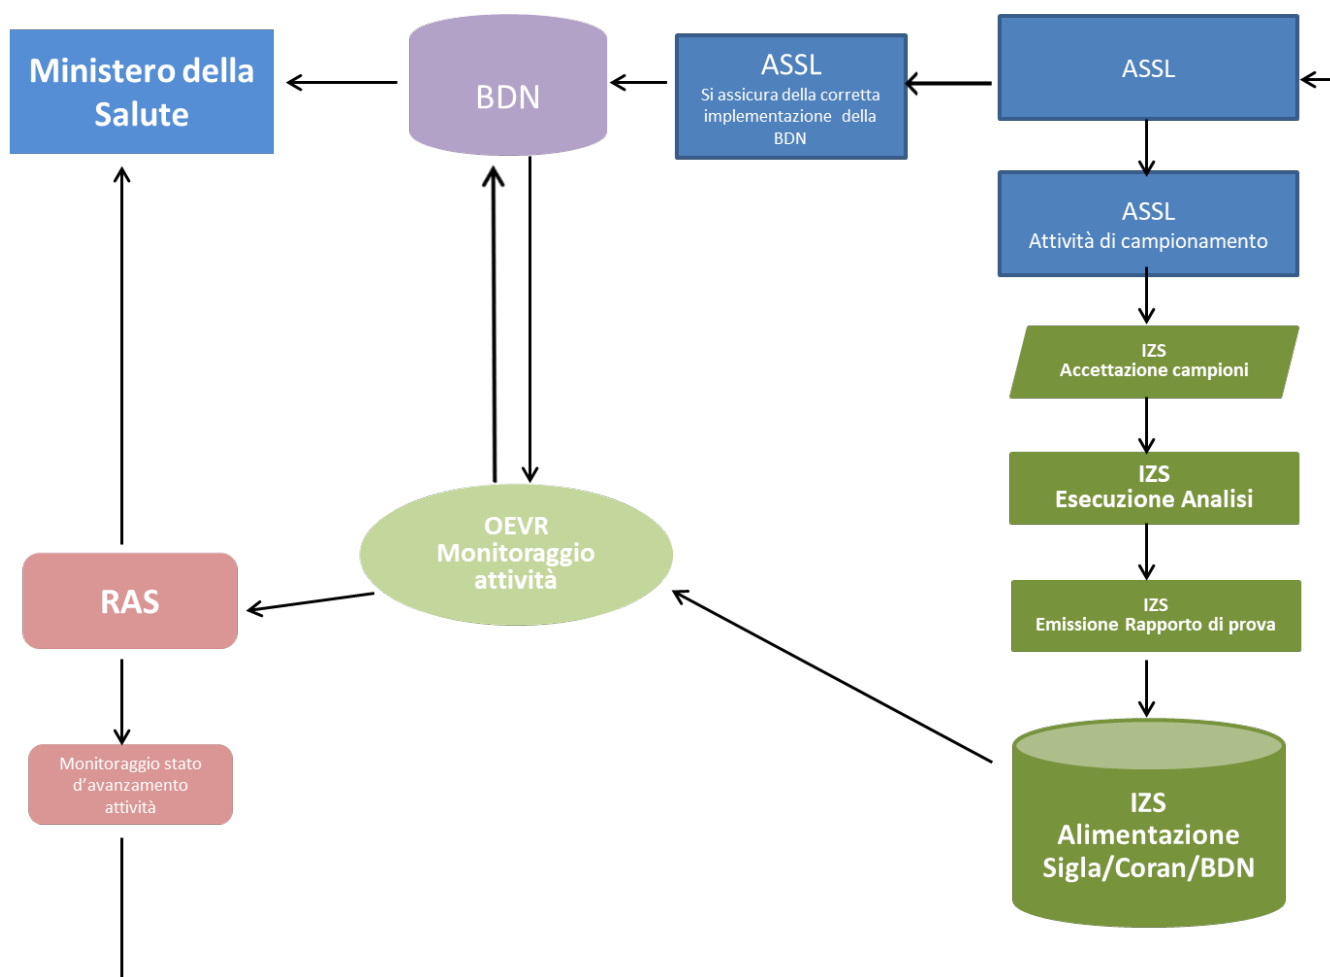 Ministero della
Salute
BDN
ASSL
Si assicura della corretta
implementazione della
BDN
ASSL
ASSL
Attività di campionamento
IZS
Accettazione campioni
IZS
Esecuzione Analisi
IZS
Emissione Rapporto di prova
IZS
Alimentazione
Sigla/Coran/BDN
OEVR
Monitoraggio
attività
RAS
Monitoraggio stato
d'avanzamento
attività